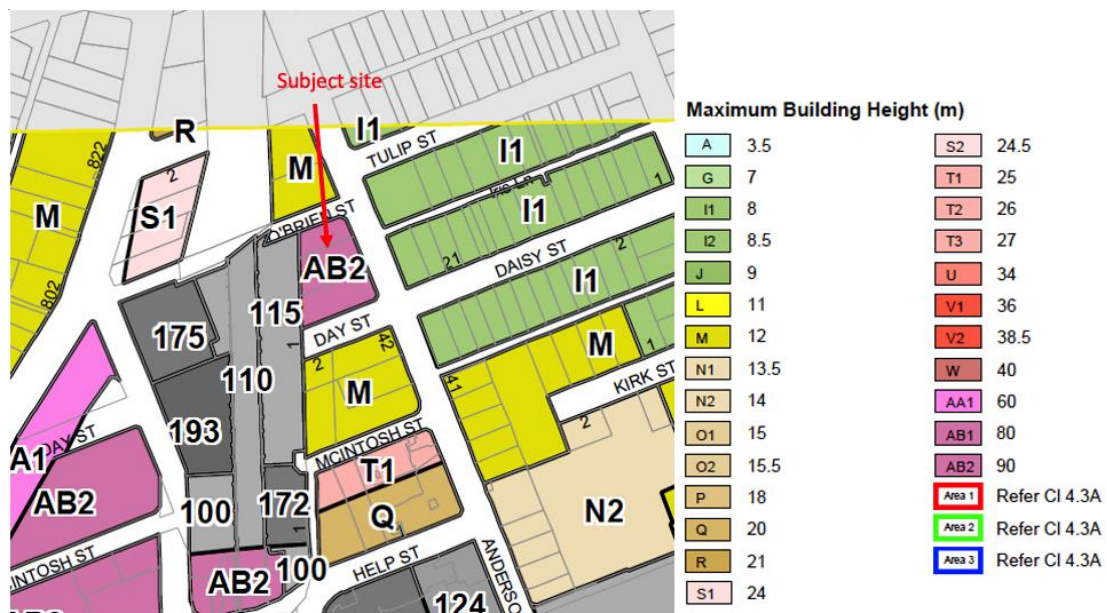 Subject site
R
I1
TULIP ST
I1
822
M
2
S1
M
O'BRIEN ST
I1
1
M
21
DAISY ST
2
AB2
I1
802
175
115
DAY ST
1
2
42
M
110
M
1
41
KIRK ST
193
DAY ST
A1
MCINTOSH ST
T1
2
AB2
100
172
1
Q
1
N2
MCINTOSH ST
AB2
100
HELP ST
ANDERSO
124
Maximum Building Height (m)
A 3.5
G 7
I1 8
I2 8.5
J 9
L 11
M 12
N1 13.5
N2 14
O1 15
O2 15.5
P 18
Q 20
R 21
S1 24
S2 24.5
T1 25
T2 26
T3 27
U 34
V1 36
V2 38.5
W 40
AA1 60
AB1 80
AB2 90
Area 1 Refer Cl 4.3A
Area 2 Refer Cl 4.3A
Area 3 Refer Cl 4.3A